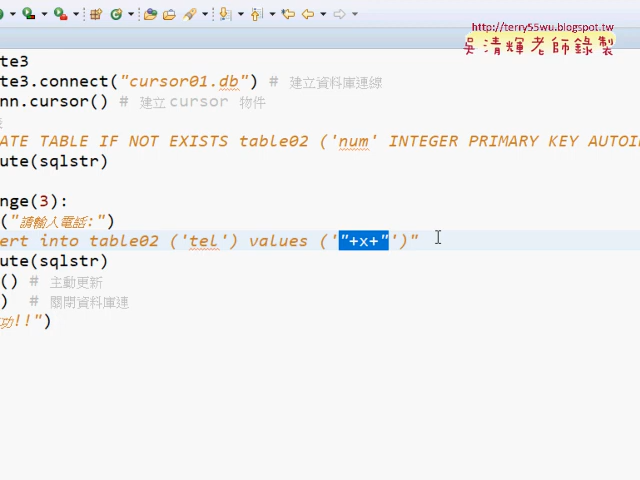 http://terry55wu.blogspot.tw
吳清輝老師錄製
te3
te3.connect("cursor01.db") # 建立資料庫連線
nn.cursor() # 建立cursor 物件
ATE TABLE IF NOT EXISTS table02 ('num' INTEGER PRIMARY KEY AUTOI
ute(sqlstr)
nge(3):
("請輸入電話:")
ert into table02 ('tel') values ('"+x+"')"
ute(sqlstr)
() # 主動更新
) # 關閉資料庫連
功!!")